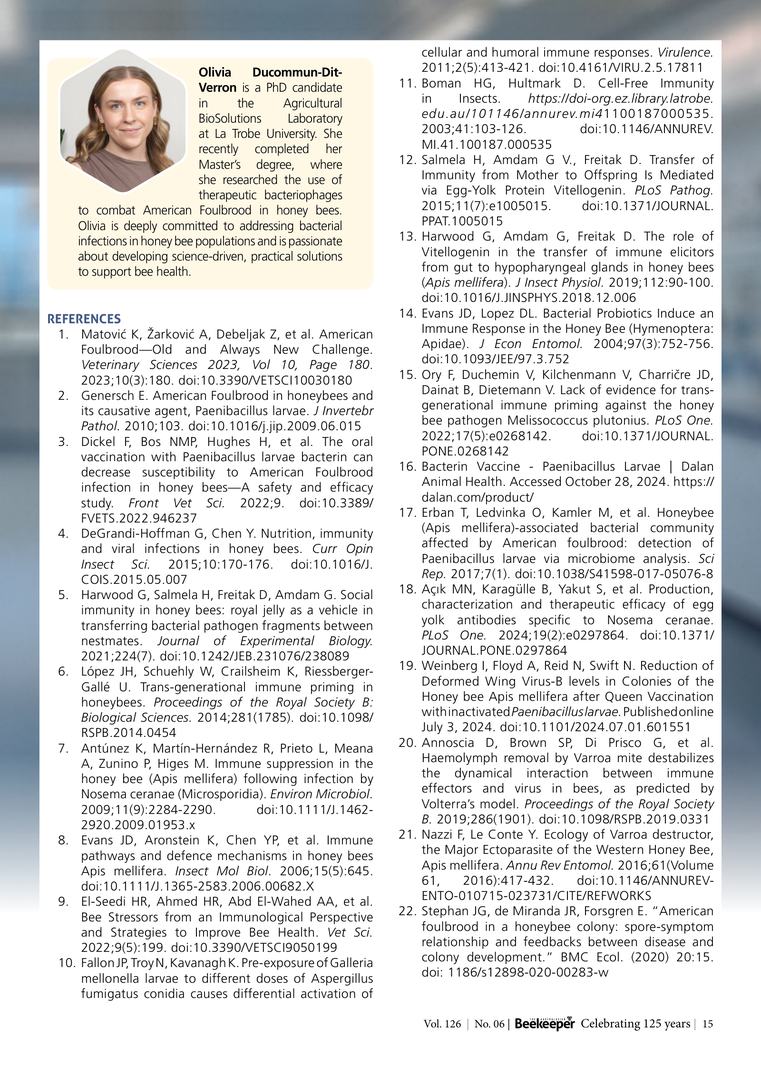 Olivia Ducommun-Dit-
Verron is a PhD candidate
in the Agricultural
BioSolutions Laboratory
at La Trobe University. She
recently completed her
Master's degree, where
she researched the use of
therapeutic bacteriophages
to combat American Foulbrood in honey bees.
Olivia is deeply committed to addressing bacterial
infections in honey bee populations and is passionate
about developing science-driven, practical solutions
to support bee health.
REFERENCES
1. Matović K, Žarković A, Debeljak Z, et al. American
Foulbrood—Old and Always New Challenge.
Veterinary Sciences 2023, Vol 10, Page 180.
2023;10(3):180. doi:10.3390/VETSCI10030180
2. Genersch E. American Foulbrood in honeybees and
its causative agent, Paenibacillus larvae. J Invertebr
Pathol. 2010;103. doi:10.1016/j.jip.2009.06.015
3. Dickel F, Bos NMP, Hughes H, et al. The oral
vaccination with Paenibacillus larvae bacterin can
decrease susceptibility to American Foulbrood
infection in honey bees—A safety and efficacy
study. Front Vet Sci. 2022;9. doi:10.3389/
FVETS.2022.946237
4. DeGrandi-Hoffman G, Chen Y. Nutrition, immunity
and viral infections in honey bees. Curr Opin
Insect Sci. 2015;10:170-176. doi:10.1016/J.
COIS.2015.05.007
5. Harwood G, Salmela H, Freitak D, Amdam G. Social
immunity in honey bees: royal jelly as a vehicle in
transferring bacterial pathogen fragments between
nestmates. Journal of Experimental Biology.
2021;224(7). doi:10.1242/JEB.231076/238089
6. López JH, Schuehly W, Crailsheim K, Riessberger-
Gallé U. Trans-generational immune priming in
honeybees. Proceedings of the Royal Society B:
Biological Sciences. 2014;281(1785). doi:10.1098/
RSPB.2014.0454
7. Antúnez K, Martín-Hernández R, Prieto L, Meana
A, Zunino P, Higes M. Immune suppression in the
honey bee (Apis mellifera) following infection by
Nosema ceranae (Microsporidia). Environ Microbiol.
2009;11(9):2284-2290. doi:10.1111/J.1462-
2920.2009.01953.x
8. Evans JD, Aronstein K, Chen YP, et al. Immune
pathways and defence mechanisms in honey bees
Apis mellifera. Insect Mol Biol. 2006;15(5):645.
doi:10.1111/J.1365-2583.2006.00682.X
9. El-Seedi HR, Ahmed HR, Abd El-Wahed AA, et al.
Bee Stressors from an Immunological Perspective
and Strategies to Improve Bee Health. Vet Sci.
2022;9(5):199. doi:10.3390/VETSCI9050199
10. Fallon JP, Troy N, Kavanagh K. Pre-exposure of Galleria
mellonella larvae to different doses of Aspergillus
fumigatus conidia causes differential activation of
cellular and humoral immune responses. Virulence.
2011;2(5):413-421. doi:10.4161/VIRU.2.5.17811
11. Boman HG, Hultmark D. Cell-Free Immunity
in Insects. https://doi-org.ez.library.latrobe.
edu.au/101146/annurev.mi41100187000535.
2003;41:103-126. doi:10.1146/ANNUREV.
MI.41.100187.000535
12. Salmela H, Amdam G V., Freitak D. Transfer of
Immunity from Mother to Offspring Is Mediated
via Egg-Yolk Protein Vitellogenin. PLoS Pathog.
2015;11(7):e1005015. doi:10.1371/JOURNAL.
PPAT.1005015
13. Harwood G, Amdam G, Freitak D. The role of
Vitellogenin in the transfer of immune elicitors
from gut to hypopharyngeal glands in honey bees
(Apis mellifera). J Insect Physiol. 2019;112:90-100.
doi:10.1016/J.JINSPHYS.2018.12.006
14. Evans JD, Lopez DL. Bacterial Probiotics Induce an
Immune Response in the Honey Bee (Hymenoptera:
Apidae). J Econ Entomol. 2004;97(3):752-756.
doi:10.1093/JEE/97.3.752
15. Ory F, Duchemin V, Kilchenmann V, Charričre JD,
Dainat B, Dietemann V. Lack of evidence for trans-
generational immune priming against the honey
bee pathogen Melissococcus plutonius. PLoS One.
2022;17(5):e0268142. doi:10.1371/JOURNAL.
PONE.0268142
16. Bacterin Vaccine - Paenibacillus Larvae | Dalan
Animal Health. Accessed October 28, 2024. https://
dalan.com/product/
17. Erban T, Ledvinka O, Kamler M, et al. Honeybee
(Apis mellifera)-associated bacterial community
affected by American foulbrood: detection of
Paenibacillus larvae via microbiome analysis. Sci
Rep. 2017;7(1). doi:10.1038/S41598-017-05076-8
18. Açık MN, Karagülle B, Yakut S, et al. Production,
characterization and therapeutic efficacy of egg
yolk antibodies specific to Nosema ceranae.
PLoS One. 2024;19(2):e0297864. doi:10.1371/
JOURNAL.PONE.0297864
19. Weinberg I, Floyd A, Reid N, Swift N. Reduction of
Deformed Wing Virus-B levels in Colonies of the
Honey bee Apis mellifera after Queen Vaccination
with inactivated Paenibacillus larvae. Published online
July 3, 2024. doi:10.1101/2024.07.01.601551
20. Annoscia D, Brown SP, Di Prisco G, et al.
Haemolymph removal by Varroa mite destabilizes
the dynamical interaction between immune
effectors and virus in bees, as predicted by
Volterra's model. Proceedings of the Royal Society
B. 2019;286(1901). doi:10.1098/RSPB.2019.0331
21. Nazzi F, Le Conte Y. Ecology of Varroa destructor,
the Major Ectoparasite of the Western Honey Bee,
Apis mellifera. Annu Rev Entomol. 2016;61(Volume
61, 2016):417-432. doi:10.1146/ANNUREV-
ENTO-010715-023731/CITE/REFWORKS
22. Stephan JG, de Miranda JR, Forsgren E. "American
foulbrood in a honeybee colony: spore-symptom
relationship and feedbacks between disease and
colony development." BMC Ecol. (2020) 20:15.
doi: 1186/s12898-020-00283-w
Vol. 126 | No. 06 | Beekeeper Celebrating 125 years | 15